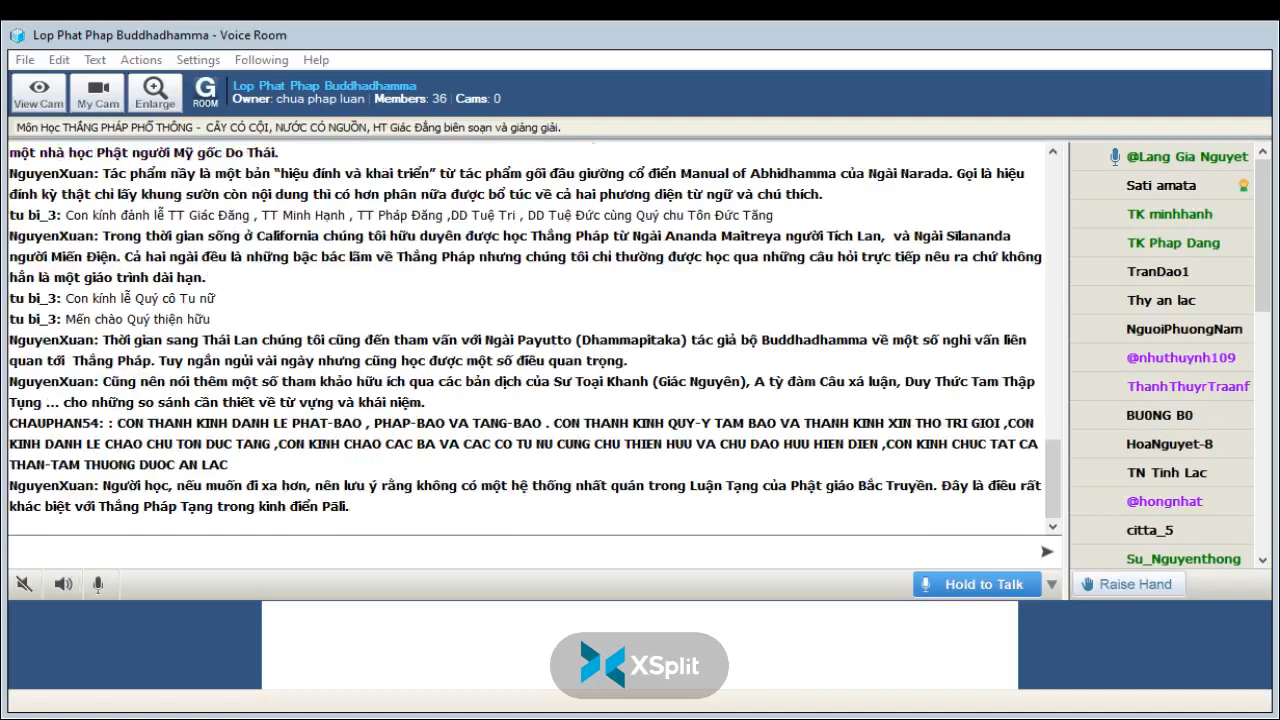 Lop Phat Phap Buddhadhamma - Voice Room
File Edit Text Actions Settings Following Help
View Cam My Cam Enlarge G ROOM
Lop Phat Phap Buddhadhamma
Owner: chua phap luan | Members: 36 | Cams: 0
Môn Học THẮNG PHÁP PHỔ THÔNG - CÂY CÓ CỘI, NƯỚC CÓ NGUỒN, HT Giác Đẳng biên soạn và giảng giải.
một nhà học Phật người Mỹ gốc Do Thái.
NguyenXuan: Tác phẩm nầy là một bản “hiệu đính và khai triển” từ tác phẩm gối đầu giường cổ điển Manual of Abhidhamma của Ngài Narada. Gọi là hiệu
đính kỳ thật chỉ lấy khung sườn còn nội dung thì có hơn phân nữa được bổ túc về cả hai phương diện từ ngữ và chú thích.
tu bi_3: Con kính đảnh lễ TT Giác Đẳng , TT Minh Hạnh , TT Pháp Đăng ,DD Tuệ Tri , DD Tuệ Đức cùng Quý chu Tôn Đức Tăng
NguyenXuan: Trong thời gian sống ở California chúng tôi hữu duyên được học Thắng Pháp từ Ngài Ananda Maitreya người Tích Lan, và Ngài Sīlananda
người Miến Điện. Cả hai ngài đều là những bậc bác lãm về Thắng Pháp nhưng chúng tôi chỉ thường được học qua những câu hỏi trực tiếp nêu ra chứ không
hẳn là một giáo trình dài hạn.
tu bi_3: Con kính lễ Quý cô Tu nữ
tu bi_3: Mến chào Quý thiện hữu
NguyenXuan: Thời gian sang Thái Lan chúng tôi cũng đến tham vấn với Ngài Payutto (Dhammapitaka) tác giả bộ Buddhadhamma về một số nghi vấn liên
quan tới Thắng Pháp. Tuy ngắn ngủi vài ngày nhưng cũng học được một số điều quan trọng.
NguyenXuan: Cũng nên nói thêm một số tham khảo hữu ích qua các bản dịch của Sư Toại Khanh (Giác Nguyên), A tỳ đàm Câu xá luận, Duy Thức Tam Thập
Tụng ... cho những so sánh cần thiết về từ vựng và khái niệm.
CHAUPHAN54: : CON THANH KINH DANH LE PHAT-BAO , PHAP-BAO VA TANG-BAO . CON THANH KINH QUY-Y TAM BAO VA THANH KINH XIN THO TRI GIOI ,CON
KINH DANH LE CHAO CHU TON DUC TANG ,CON KINH CHAO CAC BA VA CAC CO TU NU CUNG CHU THIEN HUU VA CHU DAO HUU HIEN DIEN ,CON KINH CHUC TAT CA
THAN-TAM THUONG DUOC AN LAC
NguyenXuan: Người học, nếu muốn đi xa hơn, nên lưu ý rằng không có một hệ thống nhất quán trong Luận Tạng của Phật giáo Bắc Truyền. Đây là điều rất
khác biệt với Thắng Pháp Tạng trong kinh điển Pāli.
@Lang Gia Nguyet
Sati amata
TK minhhanh
TK Phap Dang
TranDao1
Thy an lac
NguoiPhuongNam
@nhuthuynh109
ThanhThuyrTraanf
BU0NG B0
HoaNguyet-8
TN Tinh Lac
@hongnhat
citta_5
Su_Nguyenthong
Hold to Talk
Raise Hand
XSplit